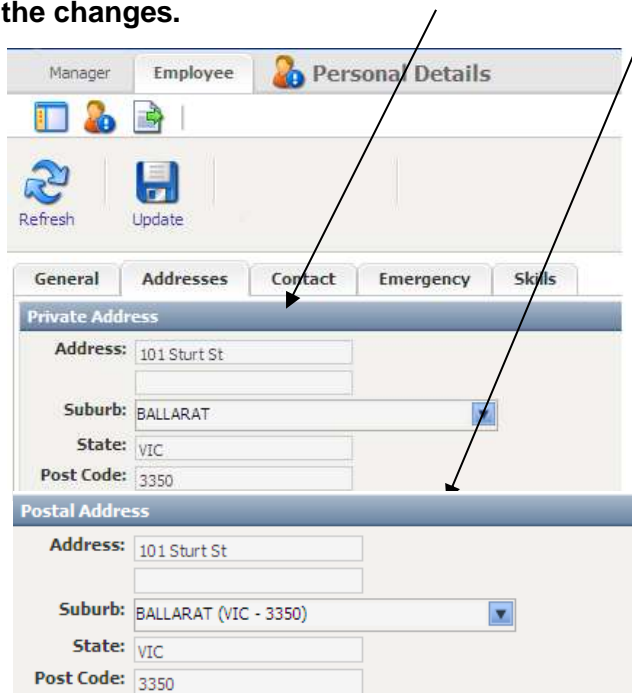 the changes.
Manager Employee Personal Details
Refresh Update
General Addresses Contact Emergency Skills
Private Address
Address: 101 Sturt St
Suburb: BALLARAT
State: VIC
Post Code: 3350
Postal Address
Address: 101 Sturt St
Suburb: BALLARAT (VIC - 3350)
State: VIC
Post Code: 3350